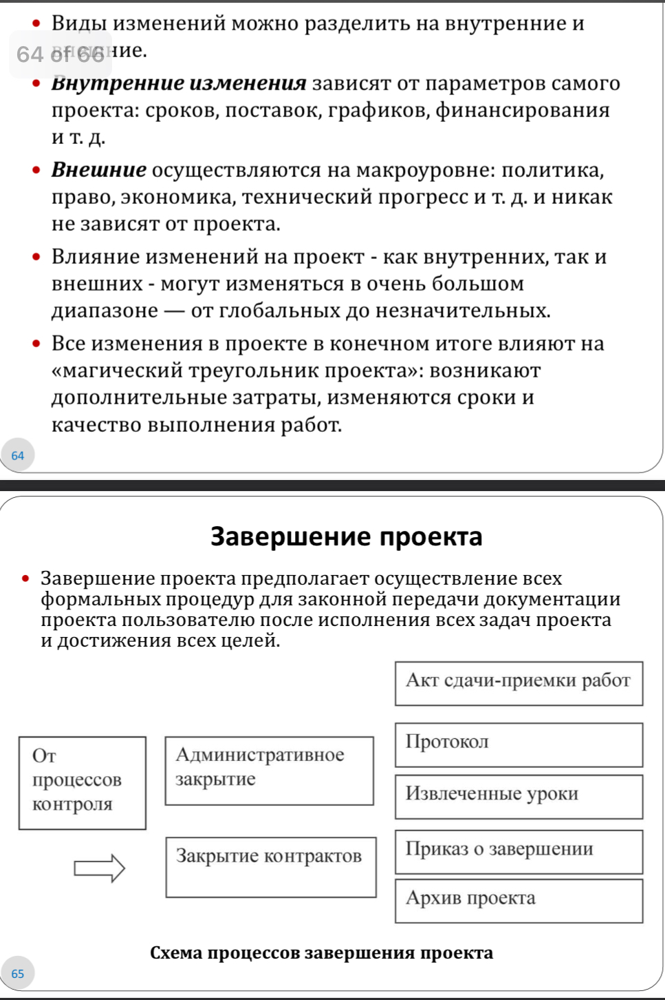 • Виды изменений можно разделить на внутренние и
внешние.
64 of 66
• Внутренние изменения зависят от параметров самого
проекта: сроков, поставок, графиков, финансирования
и т. д.
• Внешние осуществляются на макроуровне: политика,
право, экономика, технический прогресс и т. д. и никак
не зависят от проекта.
• Влияние изменений на проект - как внутренних, так и
внешних - могут изменяться в очень большом
диапазоне — от глобальных до незначительных.
• Все изменения в проекте в конечном итоге влияют на
«магический треугольник проекта»: возникают
дополнительные затраты, изменяются сроки и
качество выполнения работ.
64
Завершение проекта
• Завершение проекта предполагает осуществление всех
формальных процедур для законной передачи документации
проекта пользователю после исполнения всех задач проекта
и достижения всех целей.
От
процессов
контроля
Административное
закрытие
Закрытие контрактов
Акт сдачи-приемки работ
Протокол
Извлеченные уроки
Приказ о завершении
Архив проекта
Схема процессов завершения проекта
65